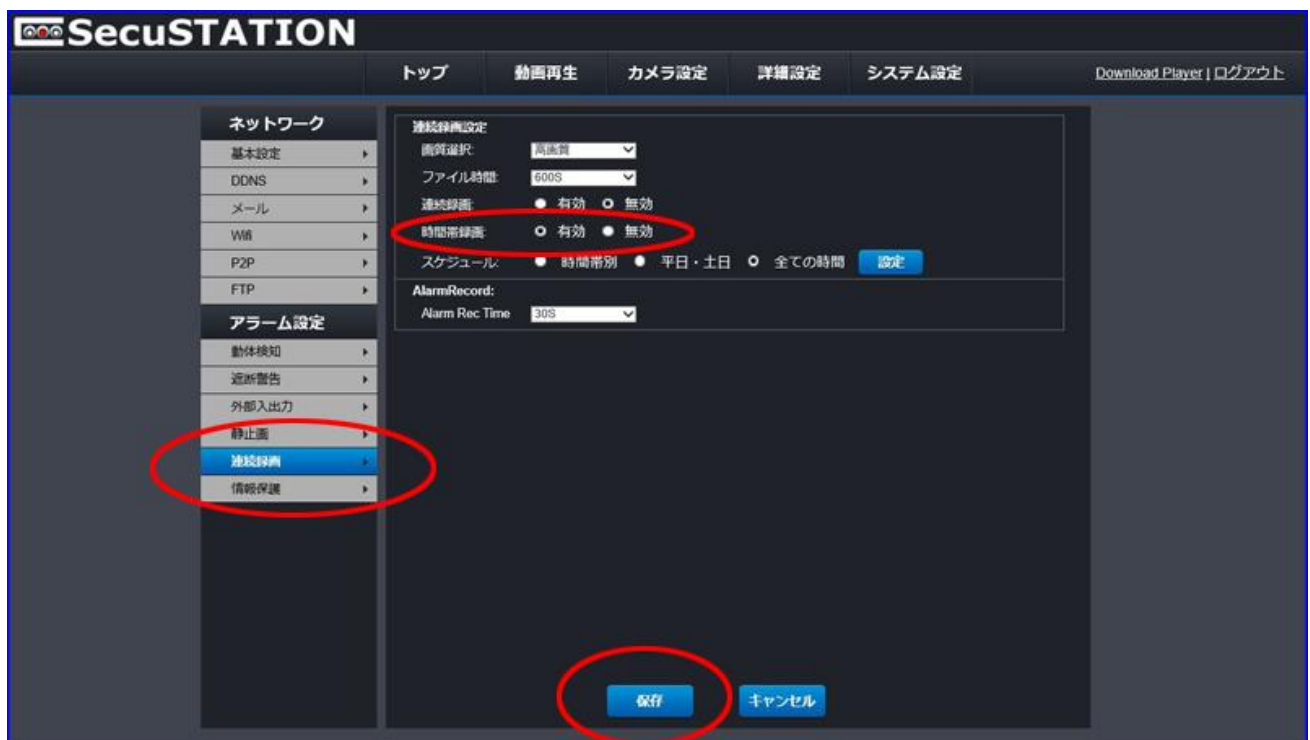 SecuSTATION
トップ 動画再生 カメラ設定 詳細設定 システム設定 Download Player | ログアウト
ネットワーク
基本設定
DDNS
メール
Wifi
P2P
FTP
アラーム設定
動体検知
遮断警告
外部入出力
静止画
連続録画
情報保護
連続録画設定
画質選択: 高画質
ファイル時間: 600S
連続録画: 有効 無効
時間帯録画: 有効 無効
スケジュール: 時間帯別 平日・土日 全ての時間 設定
AlarmRecord:
Alarm Rec Time 30S
保存 キャンセル